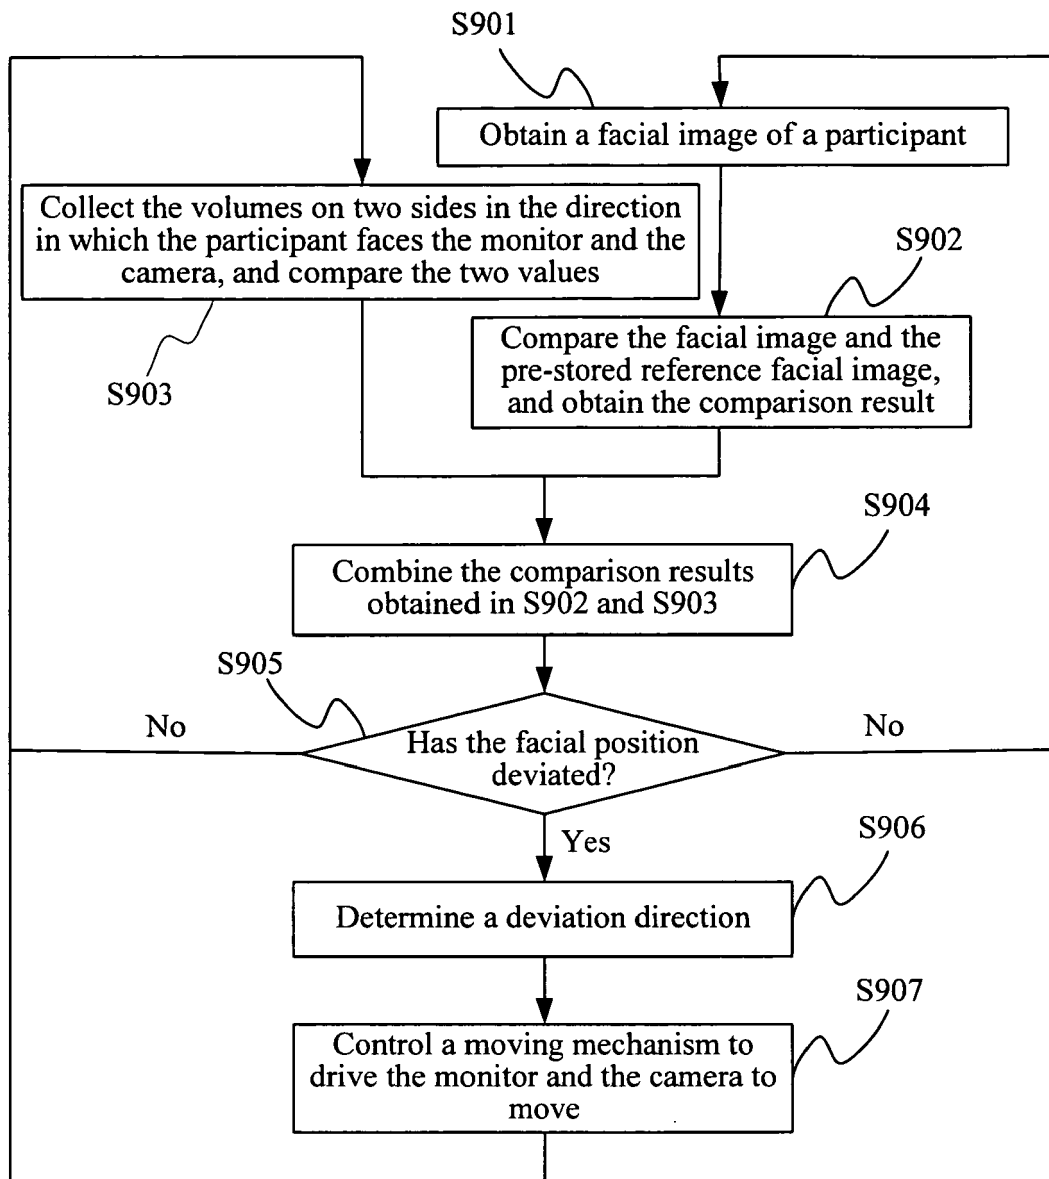 S901
Obtain a facial image of a participant
Collect the volumes on two sides in the direction
in which the participant faces the monitor and the
camera, and compare the two values
S902
Compare the facial image and the
pre-stored reference facial image,
and obtain the comparison result
S903
S904
Combine the comparison results
obtained in S902 and S903
S905
No
No
Has the facial position
deviated?
Yes
S906
Determine a deviation direction
S907
Control a moving mechanism to
drive the monitor and the camera to
move